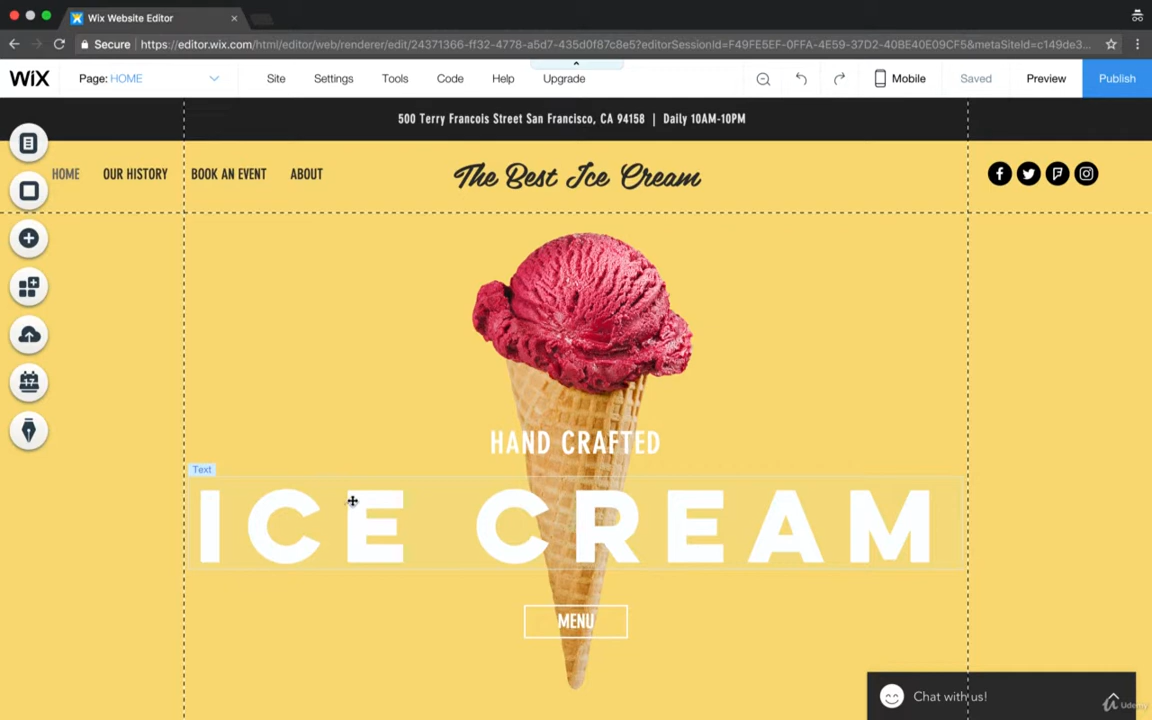 Wix Website Editor
Secure
https://editor.wix.com/html/editor/web/renderer/edit/24371366-ff32-4778-a5d7-435d0f87c8e5?editorSessionId=F49FE5EF-0FFA-4E59-37D2-40BE40E09CF5&metaSiteId=c149de3...
WiX
Page: HOME
Site
Settings
Tools
Code
Help
Upgrade
Mobile
Saved
Preview
Publish
500 Terry Francois Street San Francisco, CA 94158 | Daily 10AM-10PM
HOME
OUR HISTORY
BOOK AN EVENT
ABOUT
The Best Ice Cream
17
HAND CRAFTED
Text
ICE CREAM
MENU
Chat with us!
Udemy